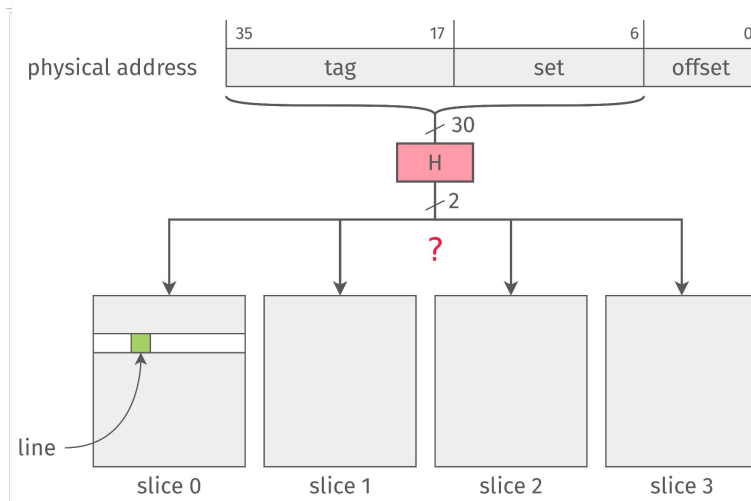 35 17 6 0
physical address tag set offset
30
H
2
?
line
slice 0 slice 1 slice 2 slice 3